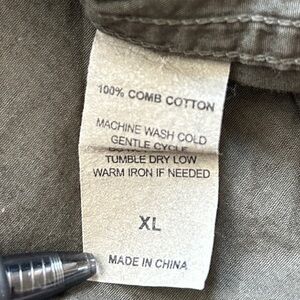 100% COMB COTTON
MACHINE WASH COLD
GENTLE CYCLE
TUMBLE DRY LOW
WARM IRON IF NEEDED
XL
MADE IN CHINA